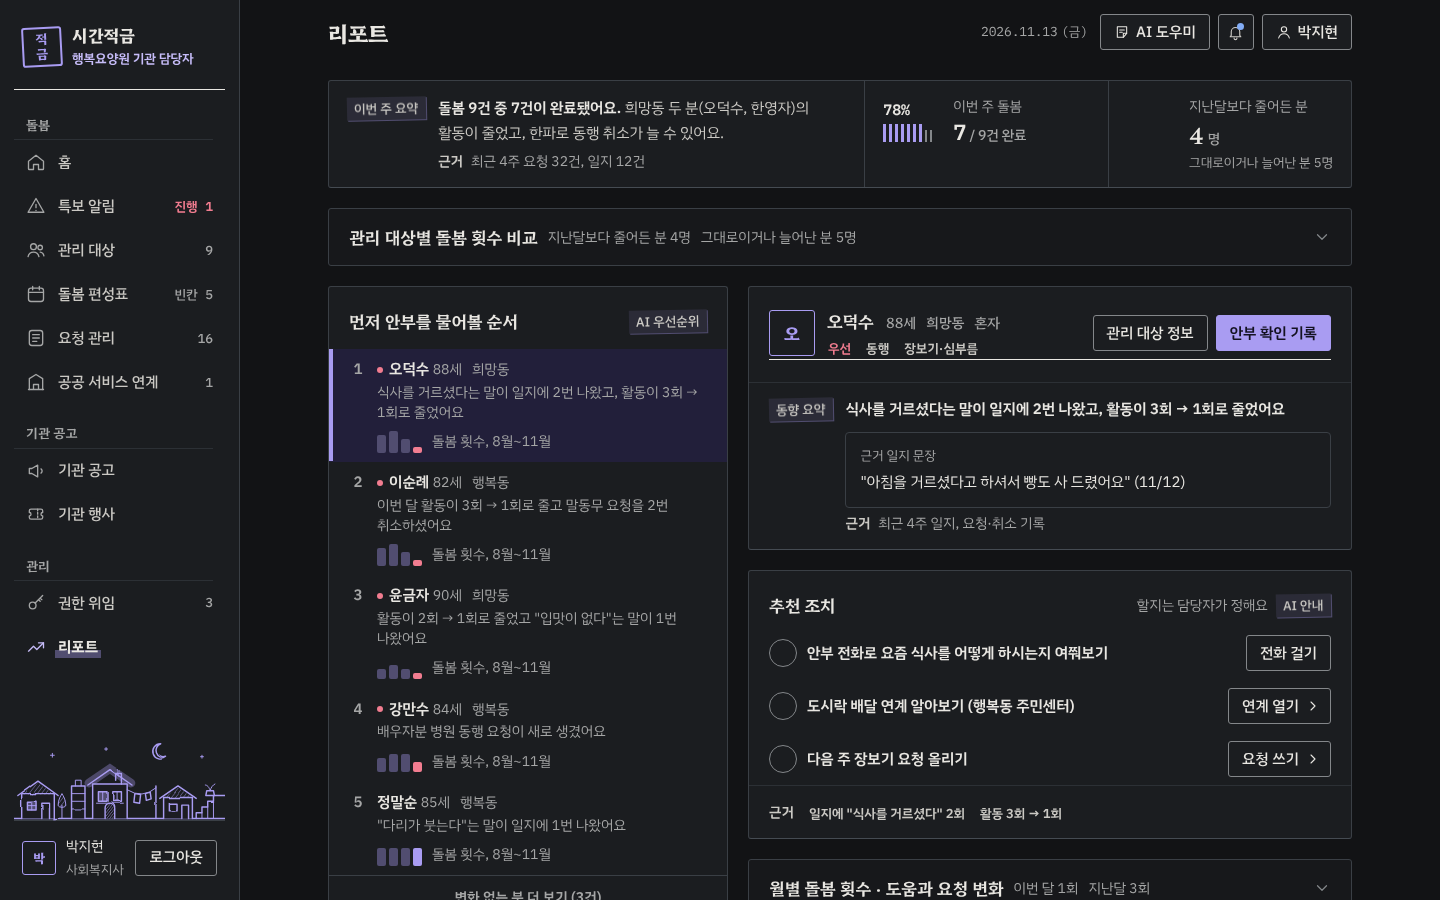 적금
시간적금
행복요양원 기관 담당자
돌봄
홈
특보 알림 진행 1
관리 대상 9
돌봄 편성표 빈칸 5
요청 관리 16
공공 서비스 연계 1
기관 공고
기관 공고
기관 행사
관리
권한 위임 3
리포트
박
박지현
사회복지사
로그아웃
리포트
2026.11.13 (금)
AI 도우미
박지현
이번 주 요약
돌봄 9건 중 7건이 완료됐어요. 희망동 두 분(오덕수, 한영자)의
활동이 줄었고, 한파로 동행 취소가 늘 수 있어요.
근거 최근 4주 요청 32건, 일지 12건
78%
이번 주 돌봄
7 / 9건 완료
지난달보다 줄어든 분
4 명
그대로이거나 늘어난 분 5명
관리 대상별 돌봄 횟수 비교 지난달보다 줄어든 분 4명 그대로이거나 늘어난 분 5명
먼저 안부를 물어볼 순서
AI 우선순위
1 오덕수 88세 희망동
식사를 거르셨다는 말이 일지에 2번 나왔고, 활동이 3회 →
1회로 줄었어요
돌봄 횟수, 8월~11월
2 이순례 82세 행복동
이번 달 활동이 3회 → 1회로 줄고 말동무 요청을 2번
취소하셨어요
돌봄 횟수, 8월~11월
3 윤금자 90세 희망동
활동이 2회 → 1회로 줄었고 "입맛이 없다"는 말이 1번
나왔어요
돌봄 횟수, 8월~11월
4 강만수 84세 행복동
배우자분 병원 동행 요청이 새로 생겼어요
돌봄 횟수, 8월~11월
5 정말순 85세 행복동
"다리가 붓는다"는 말이 일지에 1번 나왔어요
돌봄 횟수, 8월~11월
변화 없는 분 더 보기 (3건)
오
오덕수 88세 희망동 혼자
우선 동행 장보기·심부름
관리 대상 정보
안부 확인 기록
동향 요약
식사를 거르셨다는 말이 일지에 2번 나왔고, 활동이 3회 → 1회로 줄었어요
근거 일지 문장
"아침을 거르셨다고 하셔서 빵도 사 드렸어요" (11/12)
근거 최근 4주 일지, 요청·취소 기록
추천 조치
할지는 담당자가 정해요
AI 안내
안부 전화로 요즘 식사를 어떻게 하시는지 여쭤보기
전화 걸기
도시락 배달 연계 알아보기 (행복동 주민센터)
연계 열기
다음 주 장보기 요청 올리기
요청 쓰기
근거 일지에 "식사를 거르셨다" 2회 활동 3회 → 1회
월별 돌봄 횟수 · 도움과 요청 변화 이번 달 1회 지난달 3회